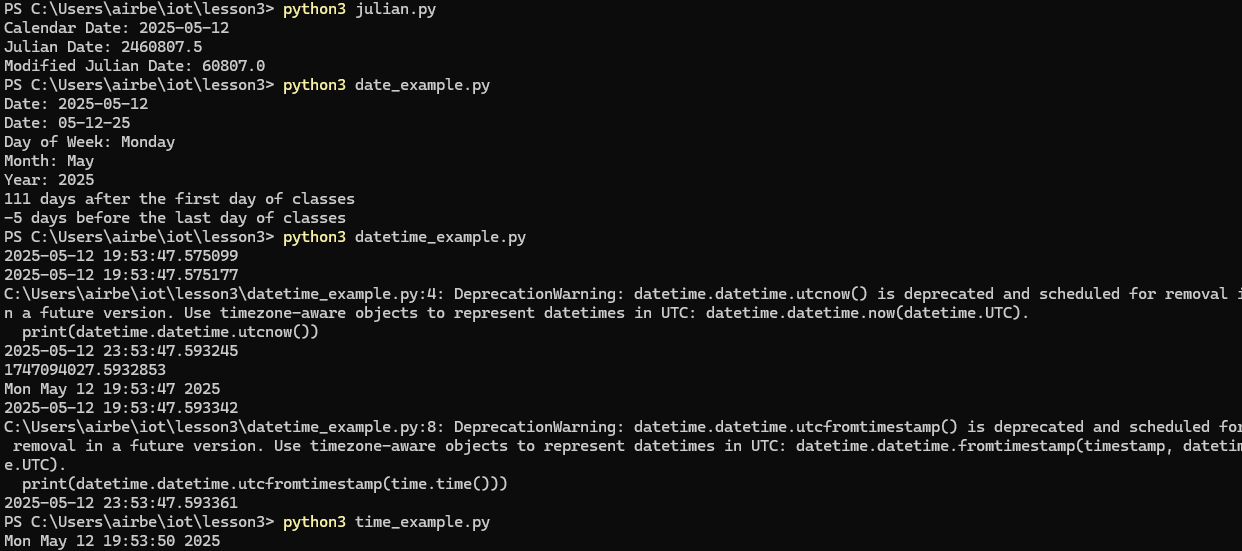 PS C:\Users\airbe\iot\lesson3> python3 julian.py
Calendar Date: 2025-05-12
Julian Date: 2460807.5
Modified Julian Date: 60807.0
PS C:\Users\airbe\iot\lesson3> python3 date_example.py
Date: 2025-05-12
Date: 05-12-25
Day of Week: Monday
Month: May
Year: 2025
111 days after the first day of classes
-5 days before the last day of classes
PS C:\Users\airbe\iot\lesson3> python3 datetime_example.py
2025-05-12 19:53:47.575099
2025-05-12 19:53:47.575177
C:\Users\airbe\iot\lesson3\datetime_example.py:4: DeprecationWarning: datetime.datetime.utcnow() is deprecated and scheduled for removal i
n a future version. Use timezone-aware objects to represent datetimes in UTC: datetime.datetime.now(datetime.UTC).
  print(datetime.datetime.utcnow())
2025-05-12 23:53:47.593245
1747094027.5932853
Mon May 12 19:53:47 2025
2025-05-12 19:53:47.593342
C:\Users\airbe\iot\lesson3\datetime_example.py:8: DeprecationWarning: datetime.datetime.utcfromtimestamp() is deprecated and scheduled for
 removal in a future version. Use timezone-aware objects to represent datetimes in UTC: datetime.datetime.fromtimestamp(timestamp, datetim
e.UTC).
  print(datetime.datetime.utcfromtimestamp(time.time()))
2025-05-12 23:53:47.593361
PS C:\Users\airbe\iot\lesson3> python3 time_example.py
Mon May 12 19:53:50 2025